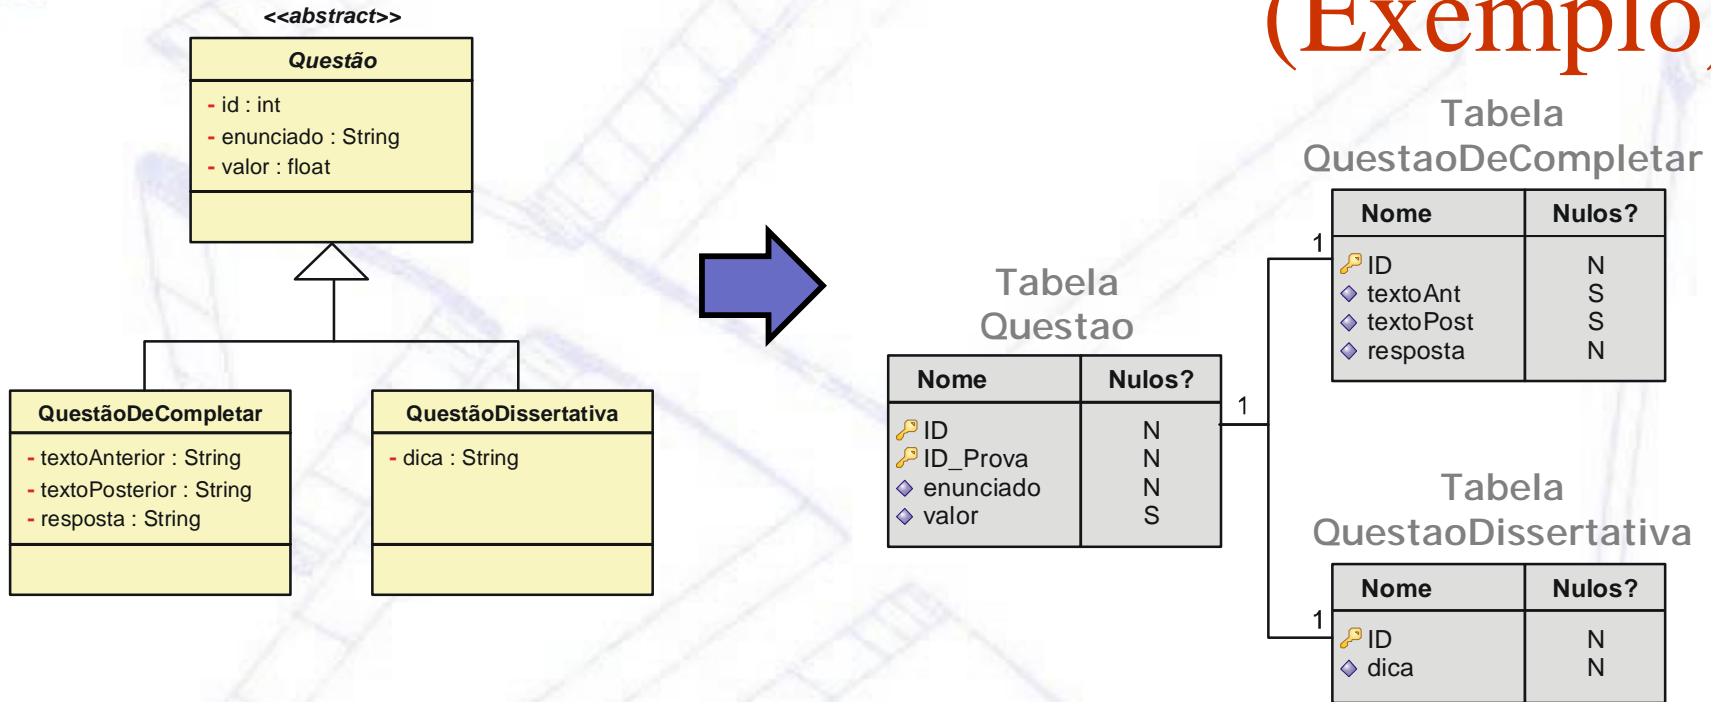 (Exemplo)
<<abstract>>
Questão
- id : int
- enunciado : String
- valor : float
QuestãoDeCompletar
- textoAnterior : String
- textoPosterior : String
- resposta : String
QuestãoDissertativa
- dica : String
Tabela
Questao
Nome Nulos?
ID N
ID_Prova N
enunciado N
valor S
1
Tabela
QuestaoDeCompletar
Nome Nulos?
1
ID N
textoAnt S
textoPost S
resposta N
Tabela
QuestaoDissertativa
Nome Nulos?
1
ID N
dica N